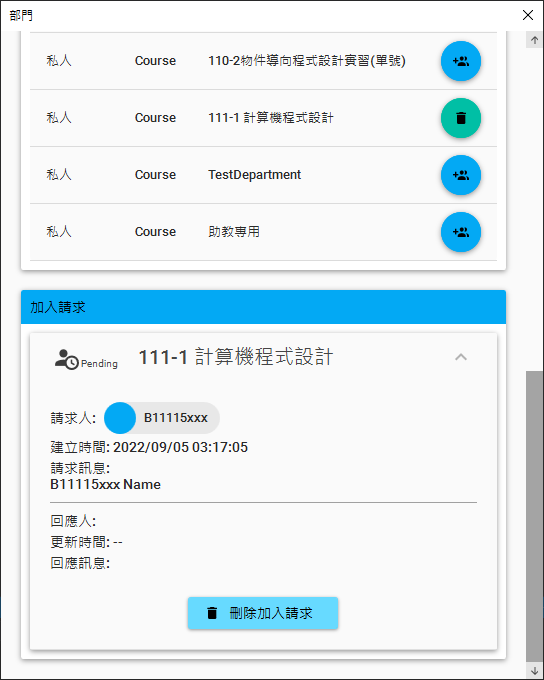 部門
私人 Course 110-2物件導向程式設計實習(單號)
私人 Course 111-1 計算機程式設計
私人 Course TestDepartment
私人 Course 助教專用
加入請求
Pending 111-1 計算機程式設計
請求人: B11115xxx
建立時間: 2022/09/05 03:17:05
請求訊息:
B11115xxx Name
回應人:
更新時間: --
回應訊息:
刪除加入請求